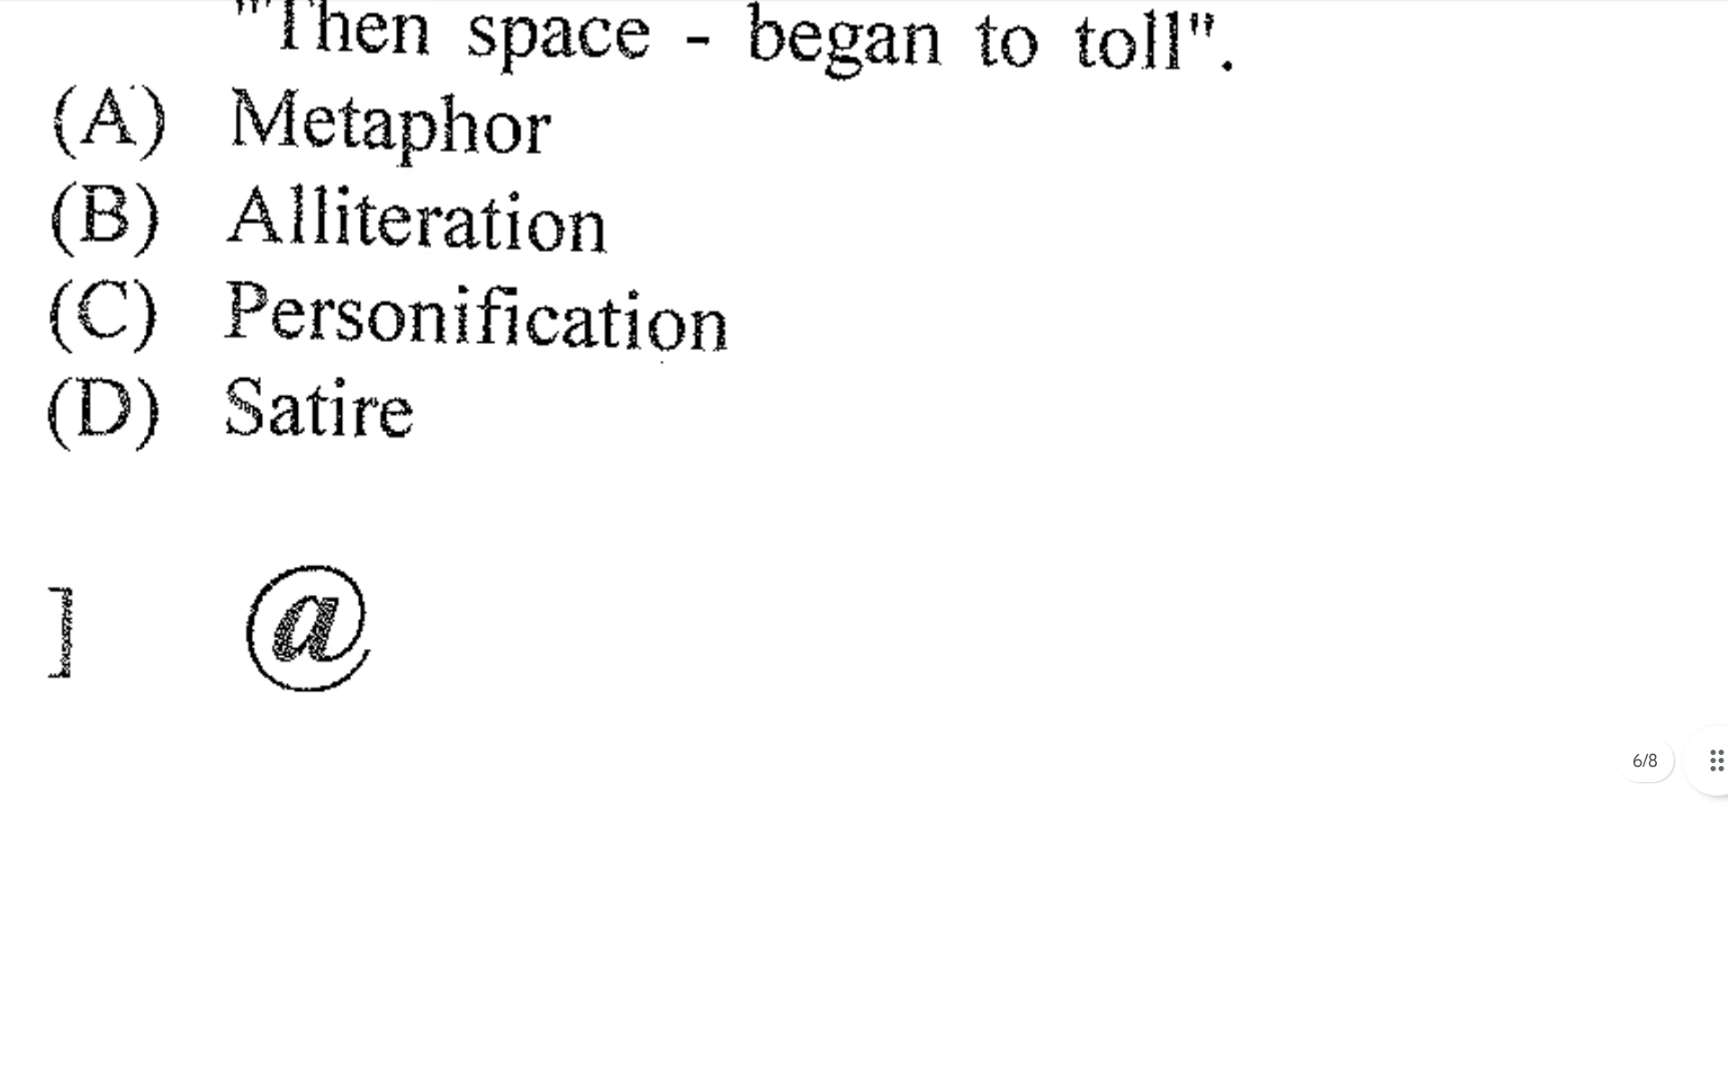 ""Then space - began to toll".
(A) Metaphor
(B) Alliteration
(C) Personification
(D) Satire
] @
6/8